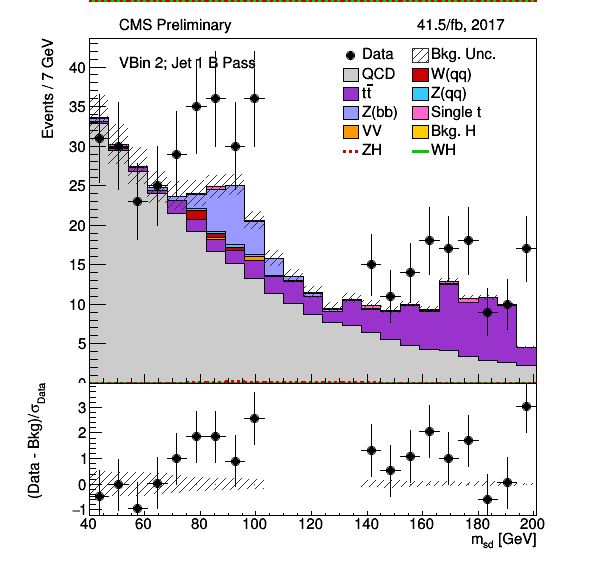 CMS Preliminary 41.5/fb, 2017
VBin 2; Jet 1 B Pass
Data Bkg. Unc.
QCD W(qq)
tt̄ Z(qq)
Z(bb) Single t
VV Bkg. H
ZH WH
Events / 7 GeV
40
35
30
25
20
15
10
5
0
(Data - Bkg)/σData
3
2
1
0
−1
40 60 80 100 120 140 160 180 200
msd [GeV]